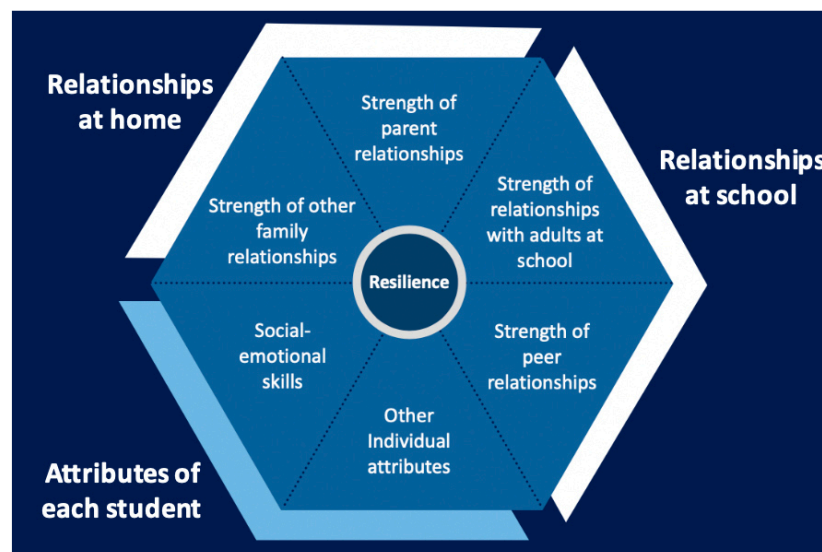 Relationships
at home
Strength of
parent
relationships
Relationships
at school
Strength of
relationships
with adults at
school
Strength of other
family
relationships
Resilience
Social-
emotional
skills
Strength of
peer
relationships
Other
Individual
attributes
Attributes of
each student